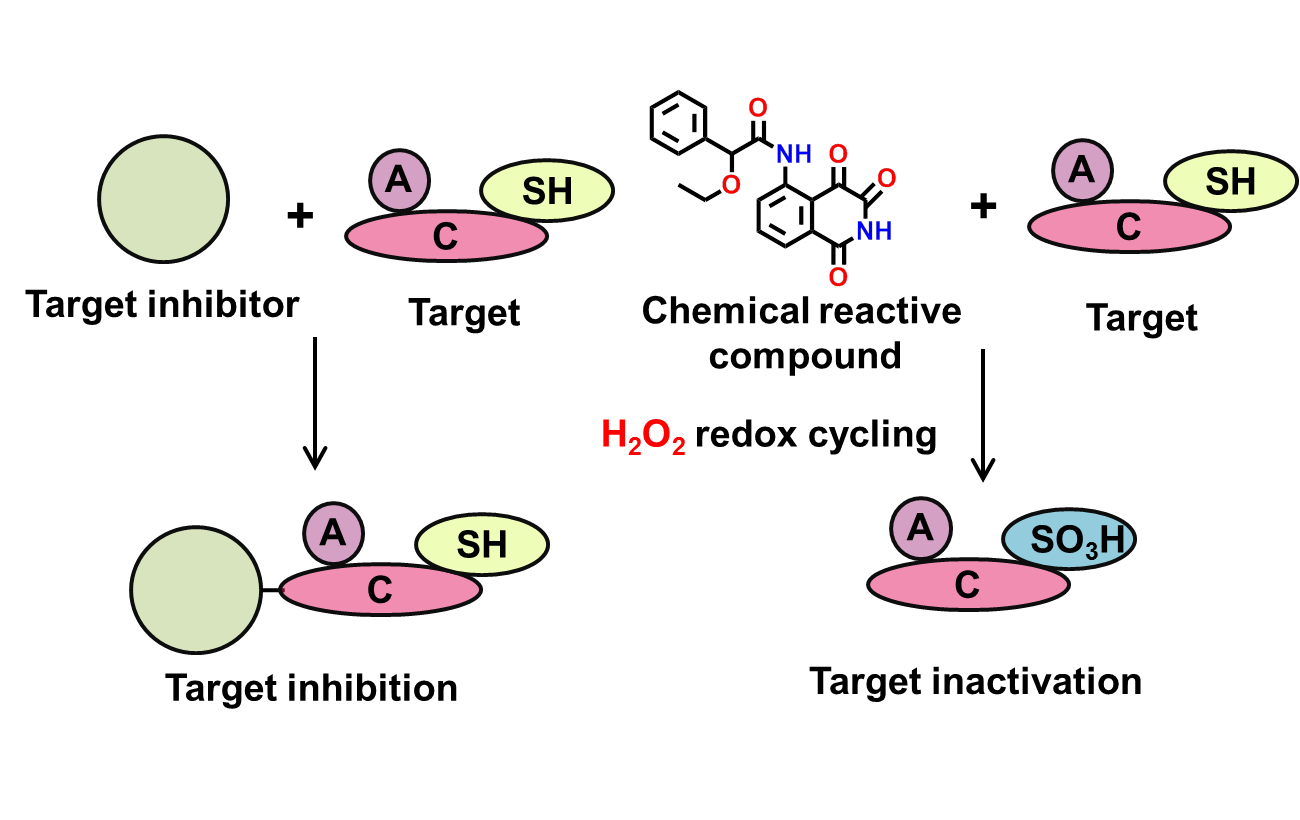 A
SH
C
+
Target inhibitor
Target
O
NH
O
O
O
NH
O
Chemical reactive
compound
+
A
SH
C
Target
H₂O₂ redox cycling
A
SH
C
Target inhibition
A
SO₃H
C
Target inactivation